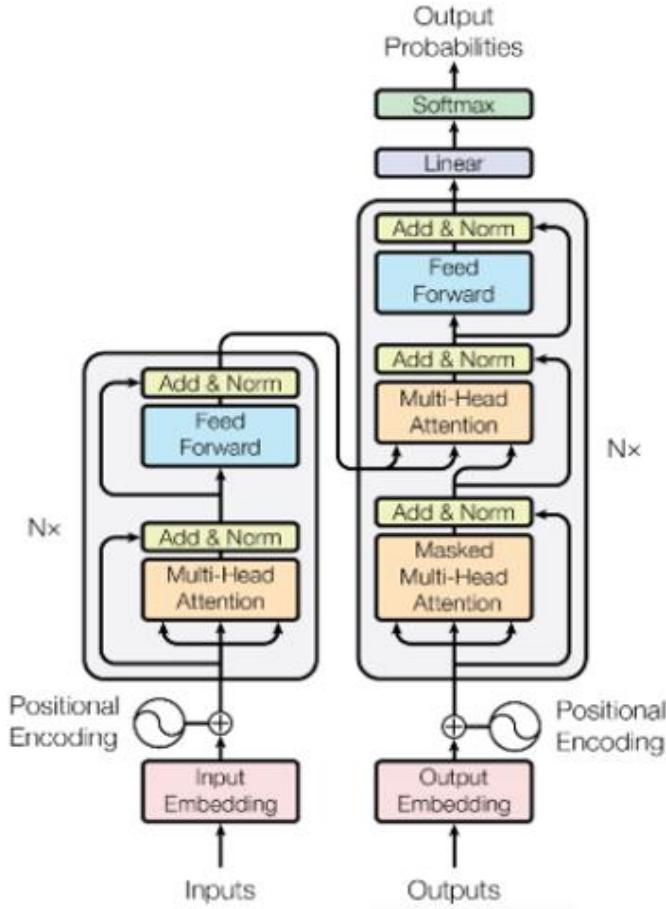 Output
Probabilities
Softmax
Linear
Add & Norm
Feed
Forward
Add & Norm
Multi-Head
Attention
Add & Norm
Masked
Multi-Head
Attention
Nx
Add & Norm
Feed
Forward
Add & Norm
Multi-Head
Attention
Nx
Positional
Encoding
Positional
Encoding
Input
Embedding
Output
Embedding
Inputs
Outputs